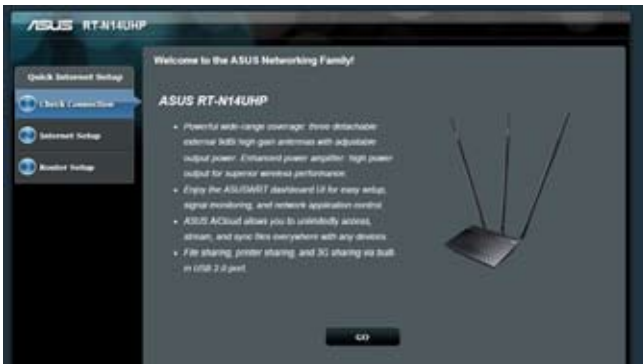 ASUS RT-N14UHP
Welcome to the ASUS Networking Family!
Quick Internet Setup
Check Connection
Internet Setup
Router Setup
ASUS RT-N14UHP
• Powerful wide-range coverage: three detachable
external 9dBi high gain antennas with adjustable
output power. Enhanced power amplifier: high power
output for superior wireless performance.
• Enjoy the ASUSWRT dashboard UI for easy setup,
signal monitoring, and network application control.
• ASUS AiCloud allows you to unlimitedly access,
stream, and sync files everywhere with any devices.
• File sharing, printer sharing, and 3G sharing via built-
in USB 2.0 port.
GO